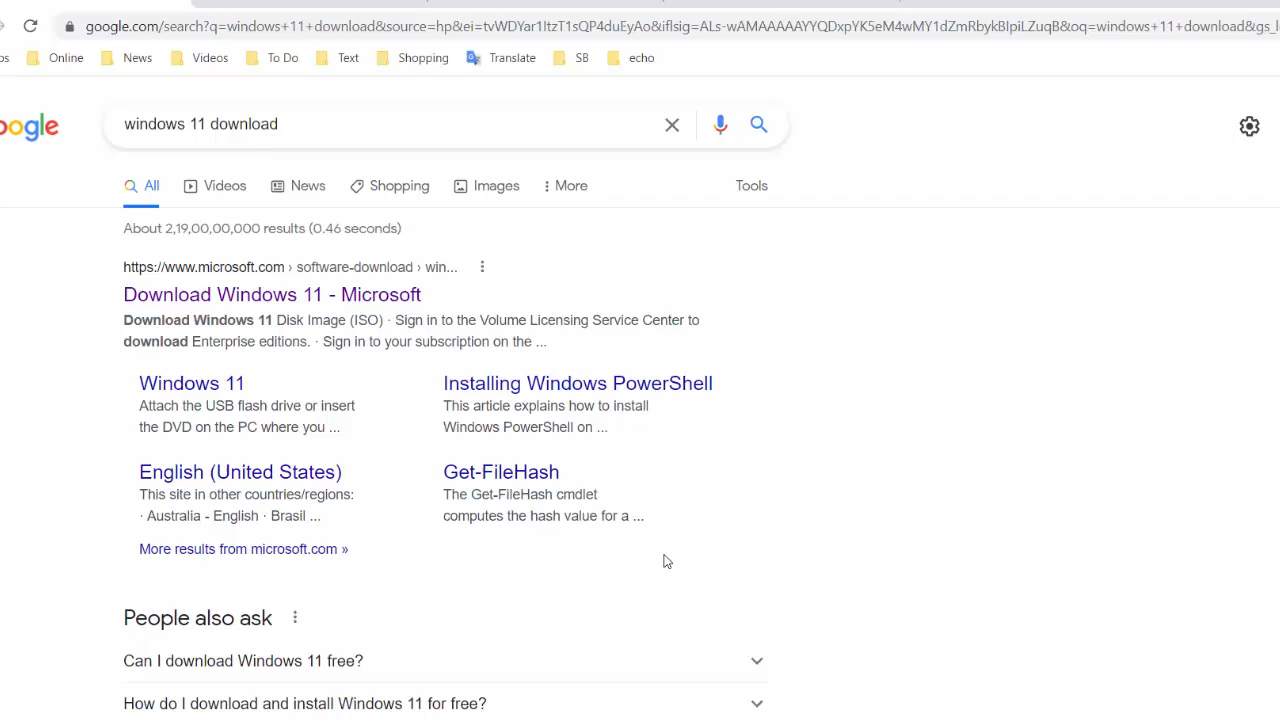 google.com/search?q=windows+11+download&source=hp&ei=tvWDYar1ItzT1sQP4duEyAo&iflsig=ALs-wAMAAAAAYYQDxpYK5eM4wMY1dZmRbykBIpiLZuqB&oq=windows+11+download&gs_l
ps Online News Videos To Do Text Shopping Translate SB echo
oogle windows 11 download
All Videos News Shopping Images More Tools
About 2,19,00,00,000 results (0.46 seconds)
https://www.microsoft.com › software-download › win...
Download Windows 11 - Microsoft
Download Windows 11 Disk Image (ISO) · Sign in to the Volume Licensing Service Center to
download Enterprise editions. · Sign in to your subscription on the ...
Windows 11
Attach the USB flash drive or insert
the DVD on the PC where you ...
Installing Windows PowerShell
This article explains how to install
Windows PowerShell on ...
English (United States)
This site in other countries/regions:
· Australia - English · Brasil ...
Get-FileHash
The Get-FileHash cmdlet
computes the hash value for a ...
More results from microsoft.com »
People also ask
Can I download Windows 11 free?
How do I download and install Windows 11 for free?